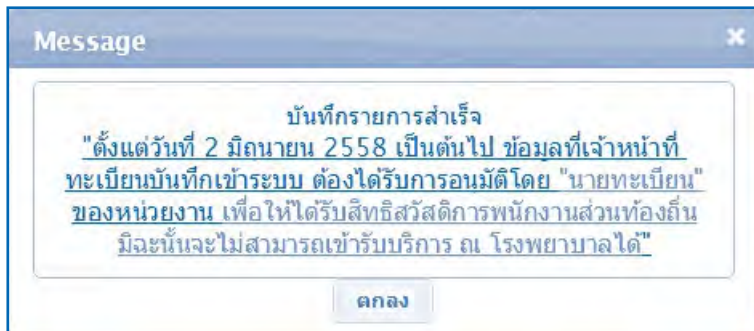 Message
บันทึกรายการสำเร็จ
"ตั้งแต่วันที่ 2 มิถุนายน 2558 เป็นต้นไป ข้อมูลที่เจ้าหน้าที่
ทะเบียนบันทึกเข้าระบบ ต้องได้รับการอนมัติโดย "นายทะเบียน"
ของหน่วยงาน เพื่อให้ได้รับสิทธิสวัสดิการพนักงานส่วนท้องถิ่น
มิฉะนั้นจะไม่สามารถเข้ารับบริการ ณ โรงพยาบาลได้"
ตกลง